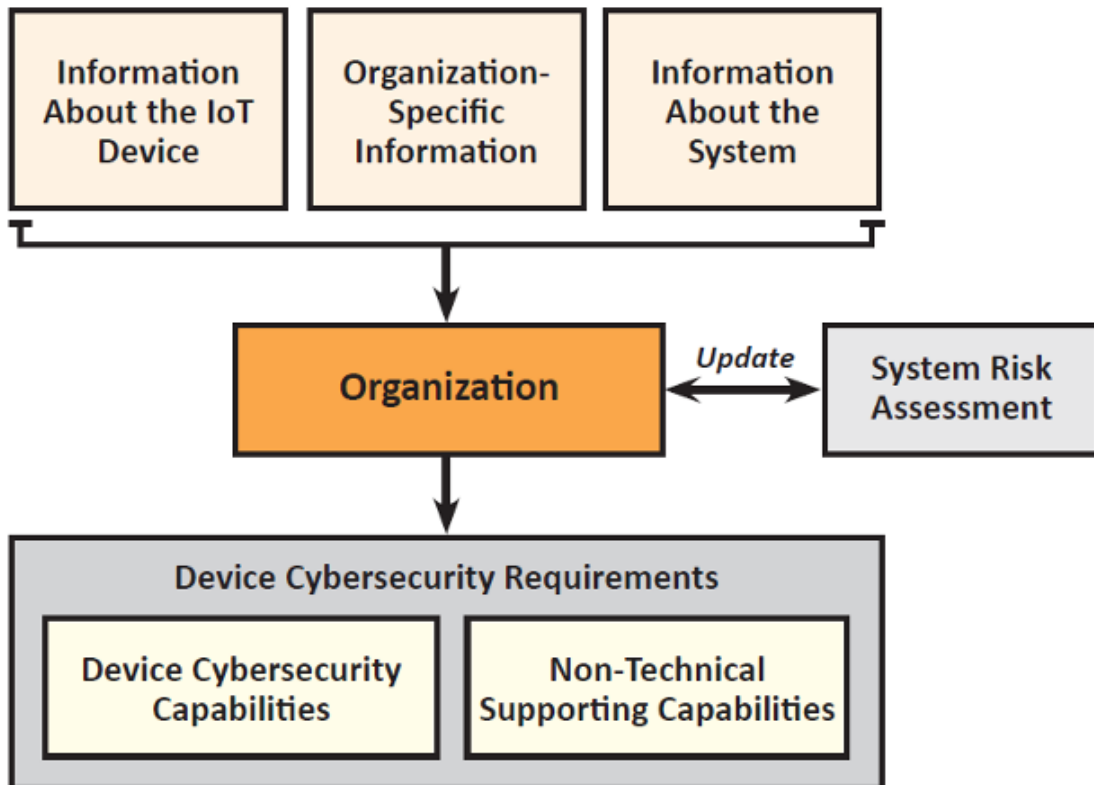 Information
About the IoT
Device
Organization-
Specific
Information
Information
About the
System
Organization
Update
System Risk
Assessment
Device Cybersecurity Requirements
Device Cybersecurity
Capabilities
Non-Technical
Supporting Capabilities